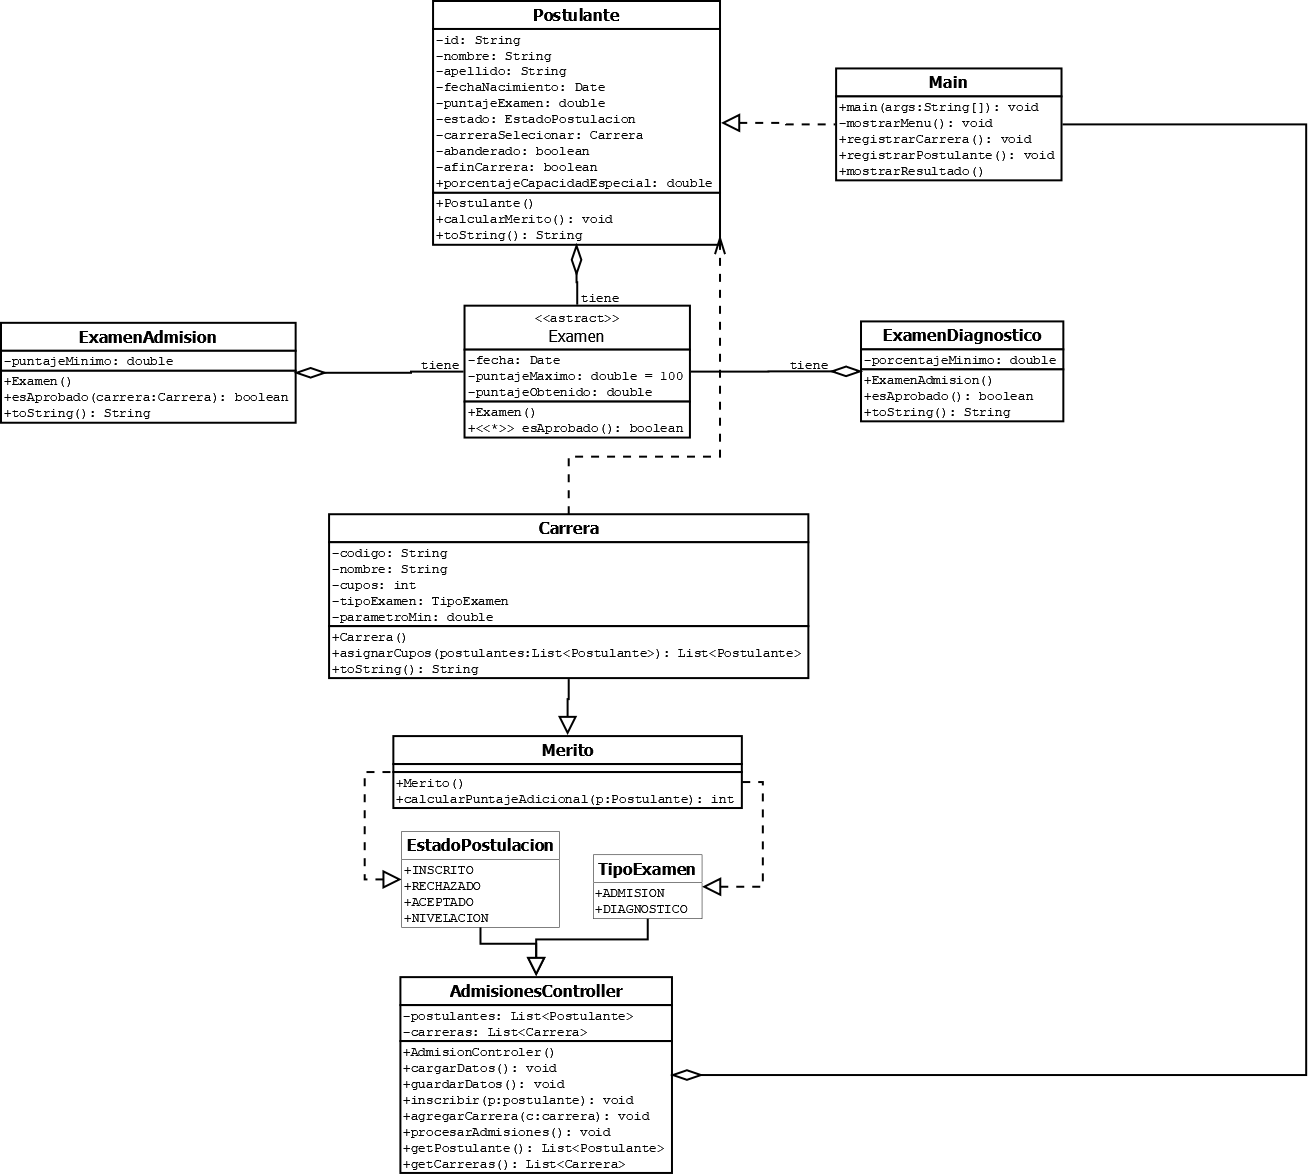 Postulante
-id: String
-nombre: String
-apellido: String
-fechaNacimiento: Date
-puntajeExamen: double
-estado: EstadoPostulacion
-carreraSelecionar: Carrera
-abanderado: boolean
-afinCarrera: boolean
+porcentajeCapacidadEspecial: double
+Postulante()
+calcularMerito(): void
+toString(): String
Main
+main(args:String[]): void
-mostrarMenu(): void
+registrarCarrera(): void
+registrarPostulante(): void
+mostrarResultado()
tiene
ExamenAdmision
-puntajeMinimo: double
+Examen()
+esAprobado(carrera:Carrera): boolean
+toString(): String
tiene
<<astract>>
Examen
-fecha: Date
-puntajeMaximo: double = 100
-puntajeObtenido: double
+Examen()
+<<*>> esAprobado(): boolean
tiene
ExamenDiagnostico
-porcentajeMinimo: double
+ExamenAdmision()
+esAprobado(): boolean
+toString(): String
Carrera
-codigo: String
-nombre: String
-cupos: int
-tipoExamen: TipoExamen
-parametroMin: double
+Carrera()
+asignarCupos(postulantes:List<Postulante>): List<Postulante>
+toString(): String
Merito
+Merito()
+calcularPuntajeAdicional(p:Postulante): int
EstadoPostulacion
+INSCRITO
+RECHAZADO
+ACEPTADO
+NIVELACION
TipoExamen
+ADMISION
+DIAGNOSTICO
AdmisionesController
-postulantes: List<Postulante>
-carreras: List<Carrera>
+AdmisionControler()
+cargarDatos(): void
+guardarDatos(): void
+inscribir(p:postulante): void
+agregarCarrera(c:carrera): void
+procesarAdmisiones(): void
+getPostulante(): List<Postulante>
+getCarreras(): List<Carrera>